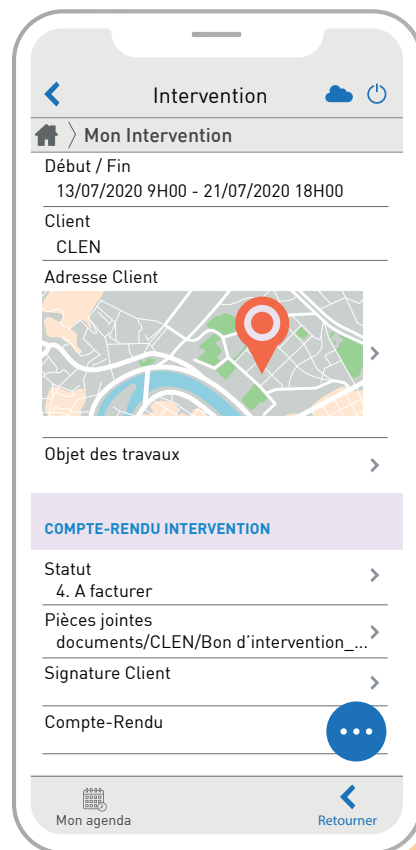 Intervention
Mon Intervention
Début / Fin
13/07/2020 9H00 - 21/07/2020 18H00
Client
CLEN
Adresse Client
Objet des travaux
COMPTE-RENDU INTERVENTION
Statut
4. A facturer
Pièces jointes
documents/CLEN/Bon d’intervention_...
Signature Client
Compte-Rendu
Mon agenda
Retourner